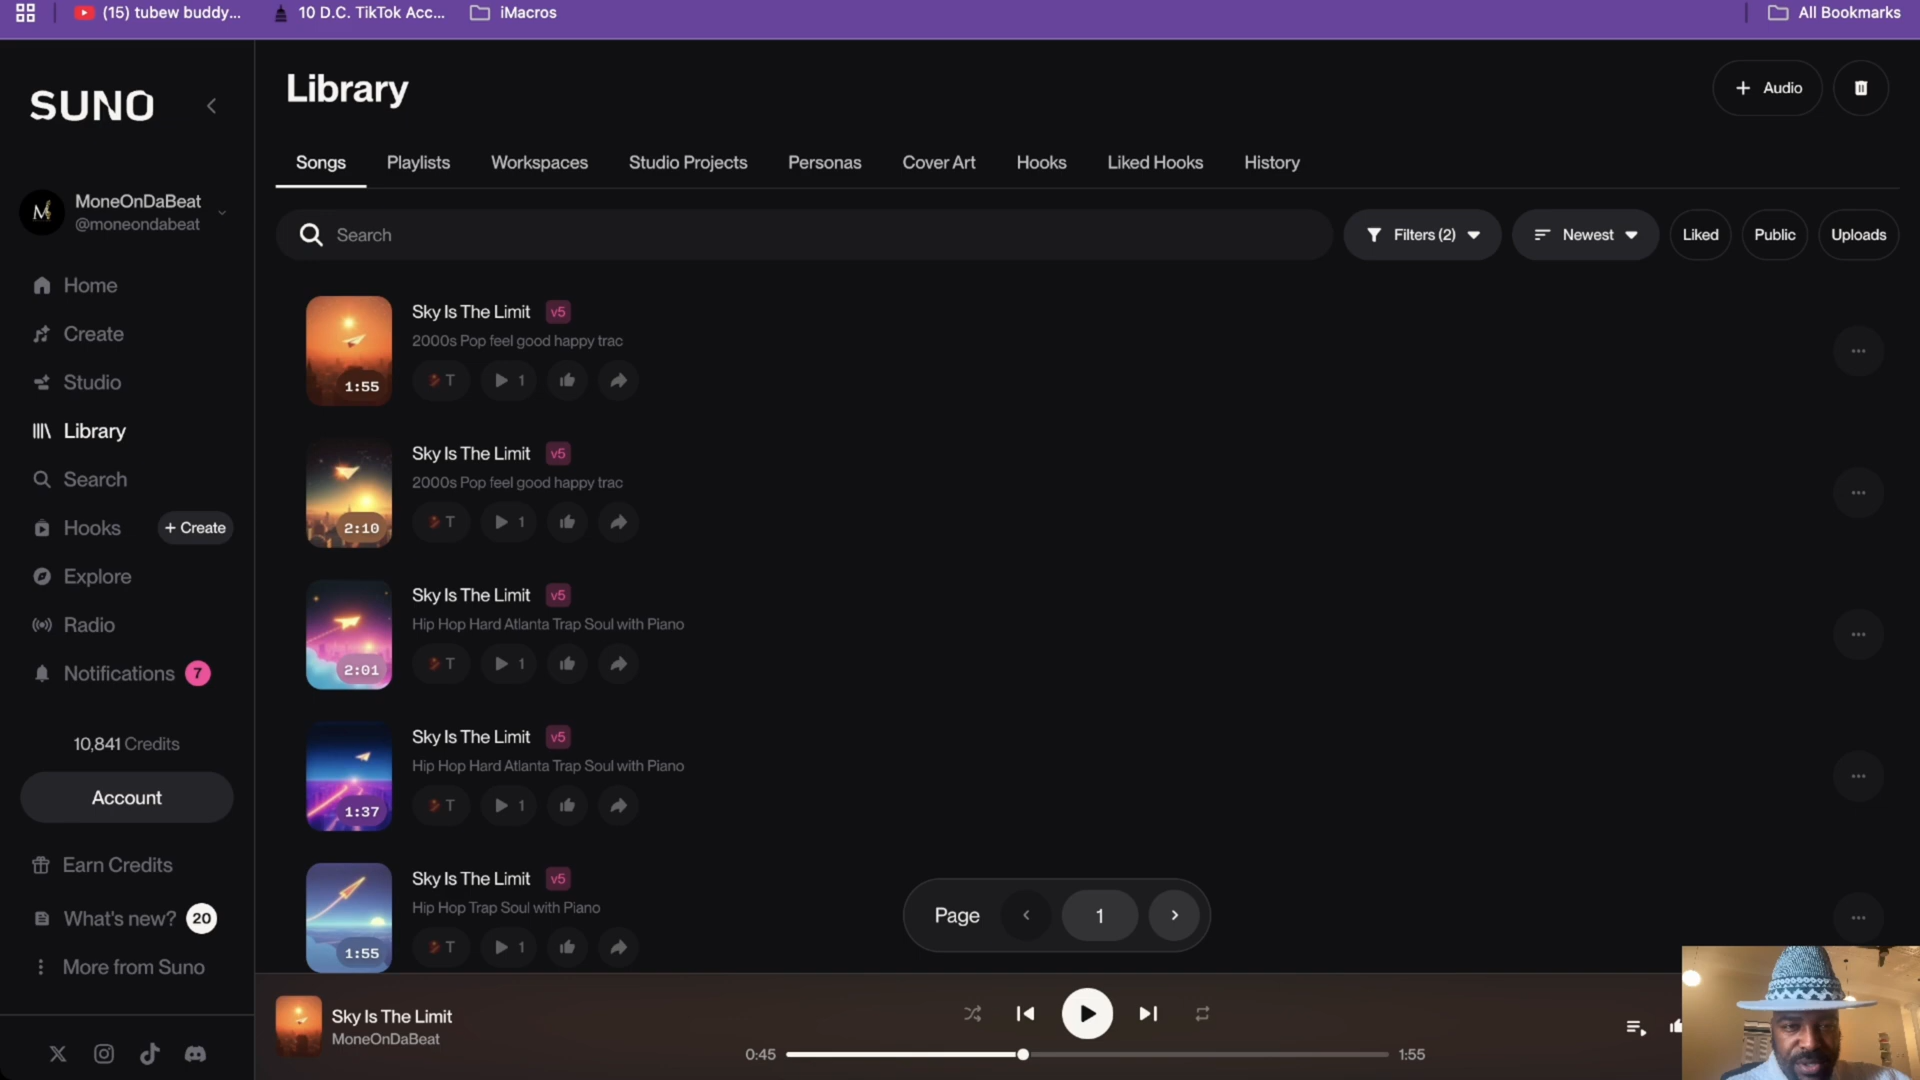 (15) tubew buddy...
10 D.C. TikTok Acc...
iMacros
All Bookmarks
SUNO
MoneOnDaBeat
@moneondabeat
Home
Create
Studio
Library
Search
Hooks
+ Create
Explore
Radio
Notifications
7
10,841 Credits
Account
Earn Credits
What's new?
20
More from Suno
Library
+ Audio
Songs
Playlists
Workspaces
Studio Projects
Personas
Cover Art
Hooks
Liked Hooks
History
Search
Filters (2)
Newest
Liked
Public
Uploads
1:55
Sky Is The Limit
v5
2000s Pop feel good happy trac
T
1
2:10
Sky Is The Limit
v5
2000s Pop feel good happy trac
T
1
2:01
Sky Is The Limit
v5
Hip Hop Hard Atlanta Trap Soul with Piano
T
1
1:37
Sky Is The Limit
v5
Hip Hop Hard Atlanta Trap Soul with Piano
T
1
1:55
Sky Is The Limit
v5
Hip Hop Trap Soul with Piano
T
1
Page
1
Sky Is The Limit
MoneOnDaBeat
0:45
1:55